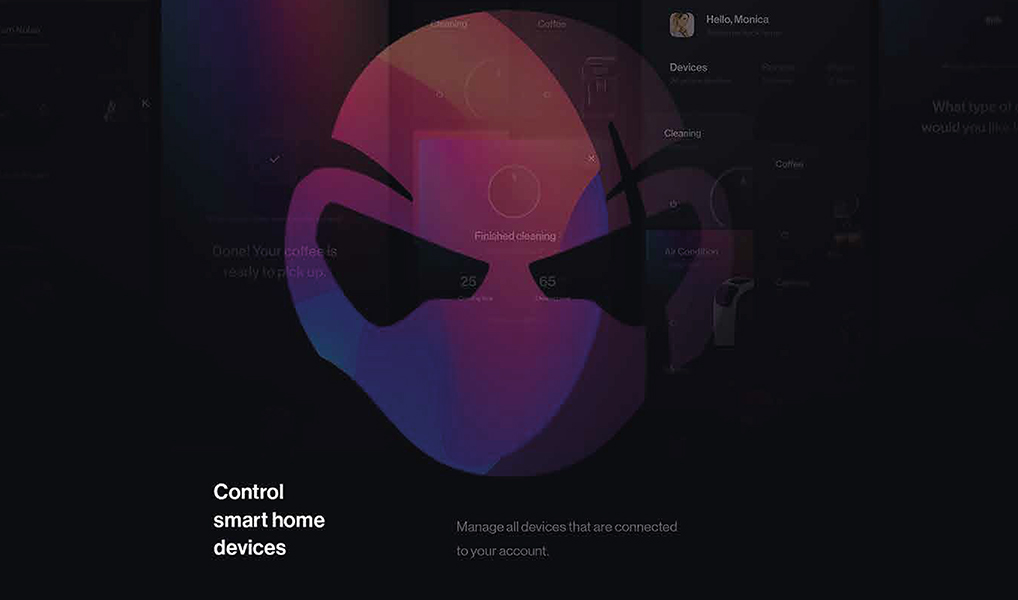 Cleaning
Coffee
Hello, Monica
Devices
K
What type of
would you like
Cleaning
Coffee
Finished cleaning
Done! Your coffee is
ready to pick up.
Air Condition
25
65
Control
smart home
devices
Manage all devices that are connected
to your account.